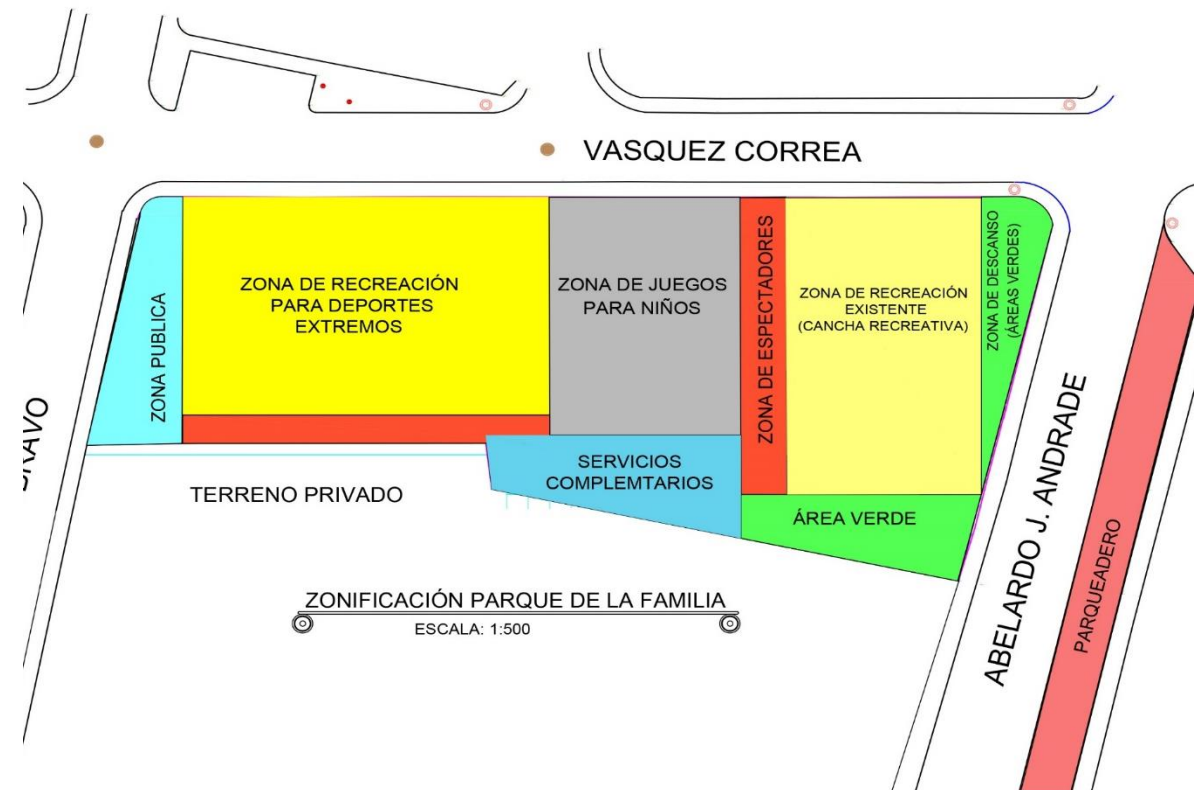 VASQUEZ CORREA
ZONA PUBLICA
ZONA DE RECREACIÓN
PARA DEPORTES
EXTREMOS
ZONA DE JUEGOS
PARA NIÑOS
ZONA DE ESPECTADORES
ZONA DE RECREACIÓN
EXISTENTE
(CANCHA RECREATIVA)
ZONA DE DESCANSO
(ÁREAS VERDES)
SERVICIOS
COMPLEMTARIOS
ÁREA VERDE
TERRENO PRIVADO
ABELARDO J. ANDRADE
PARQUEADERO
ZONIFICACIÓN PARQUE DE LA FAMILIA
ESCALA: 1:500